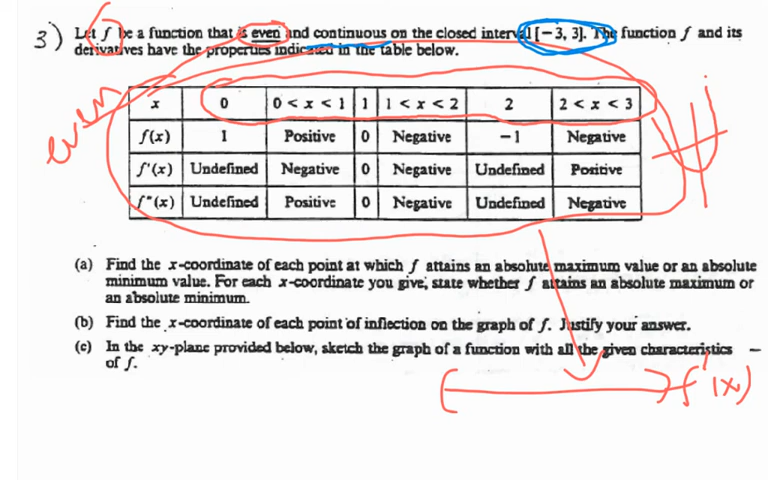 3) Let f be a function that is even and continuous on the closed interval [−3, 3]. The function f and its
derivatives have the properties indicated in the table below.
even
x 0 0 < x < 1 1 1 < x < 2 2 2 < x < 3
f(x) 1 Positive 0 Negative −1 Negative
f'(x) Undefined Negative 0 Negative Undefined Positive
f"(x) Undefined Positive 0 Negative Undefined Negative
(a) Find the x-coordinate of each point at which f attains an absolute maximum value or an absolute
minimum value. For each x-coordinate you give, state whether f attains an absolute maximum or
an absolute minimum.
(b) Find the x-coordinate of each point of inflection on the graph of f. Justify your answer.
(c) In the xy-plane provided below, sketch the graph of a function with all the given characteristics
of f.
f'(x)